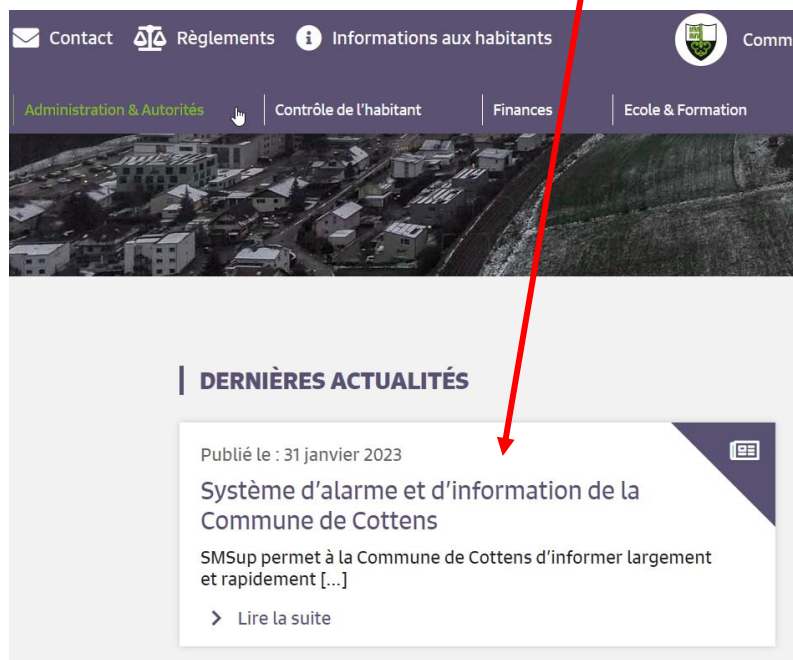 Contact Règlements Informations aux habitants Comm
Administration & Autorités Contrôle de l'habitant Finances Ecole & Formation
DERNIÈRES ACTUALITÉS
Publié le : 31 janvier 2023
Système d'alarme et d'information de la
Commune de Cottens
SMSup permet à la Commune de Cottens d'informer largement
et rapidement [...]
Lire la suite